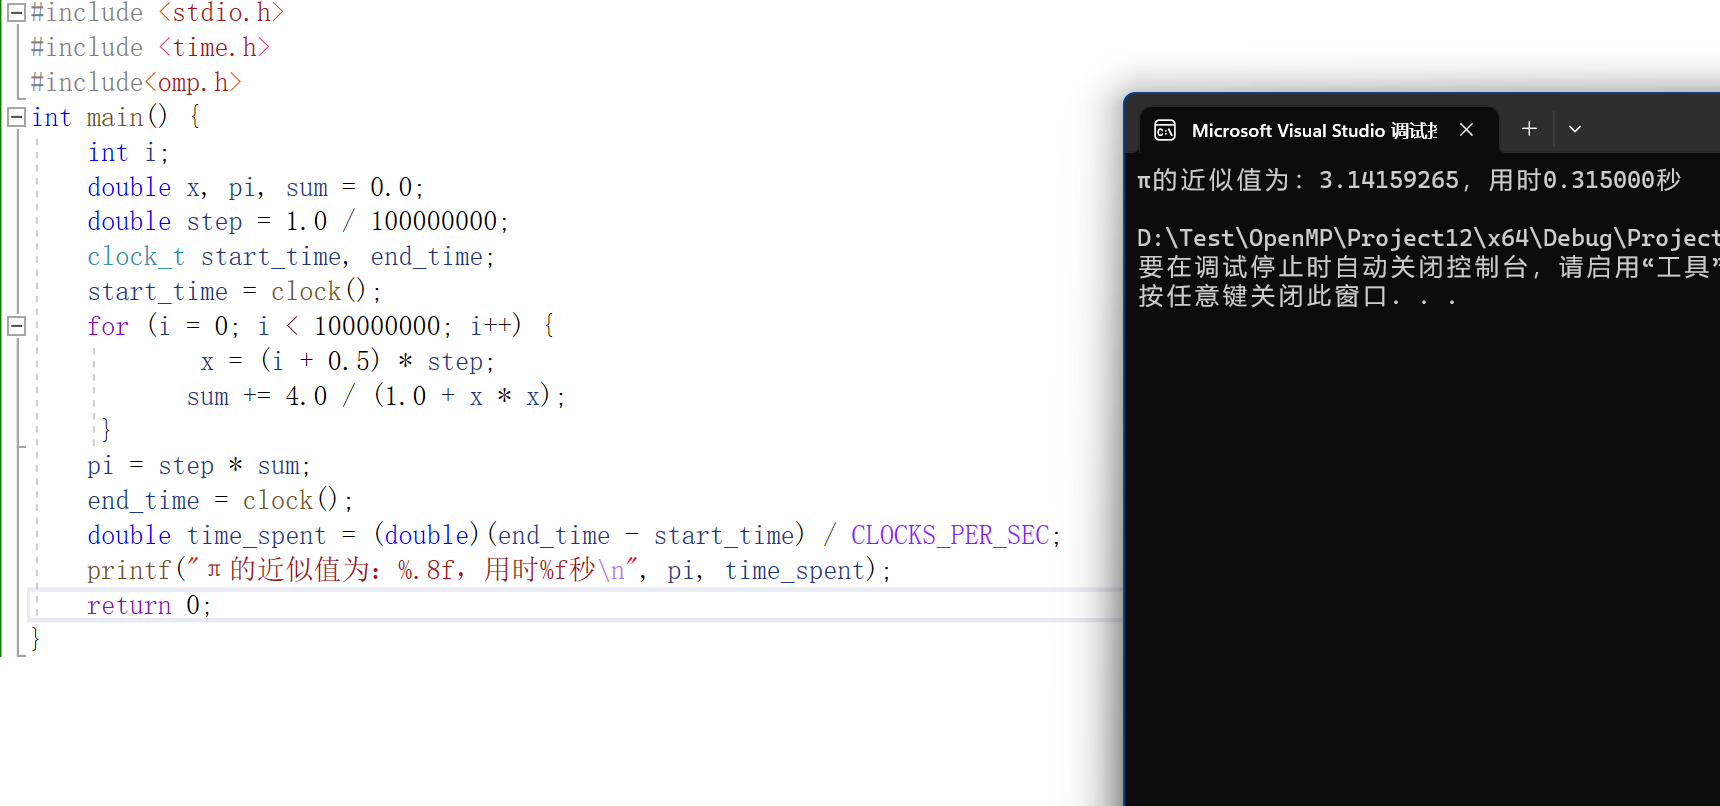 #include <stdio.h>
#include <time.h>
#include<omp.h>
int main() {
int i;
double x, pi, sum = 0.0;
double step = 1.0 / 100000000;
clock_t start_time, end_time;
start_time = clock();
for (i = 0; i < 100000000; i++) {
x = (i + 0.5) * step;
sum += 4.0 / (1.0 + x * x);
}
pi = step * sum;
end_time = clock();
double time_spent = (double)(end_time - start_time) / CLOCKS_PER_SEC;
printf("π的近似值为：%.8f，用时%f秒\n", pi, time_spent);
return 0;
}
Microsoft Visual Studio 调试
π的近似值为：3.14159265，用时0.315000秒
D:\Test\OpenMP\Project12\x64\Debug\Project
要在调试停止时自动关闭控制台，请启用“工具”
按任意键关闭此窗口. . .